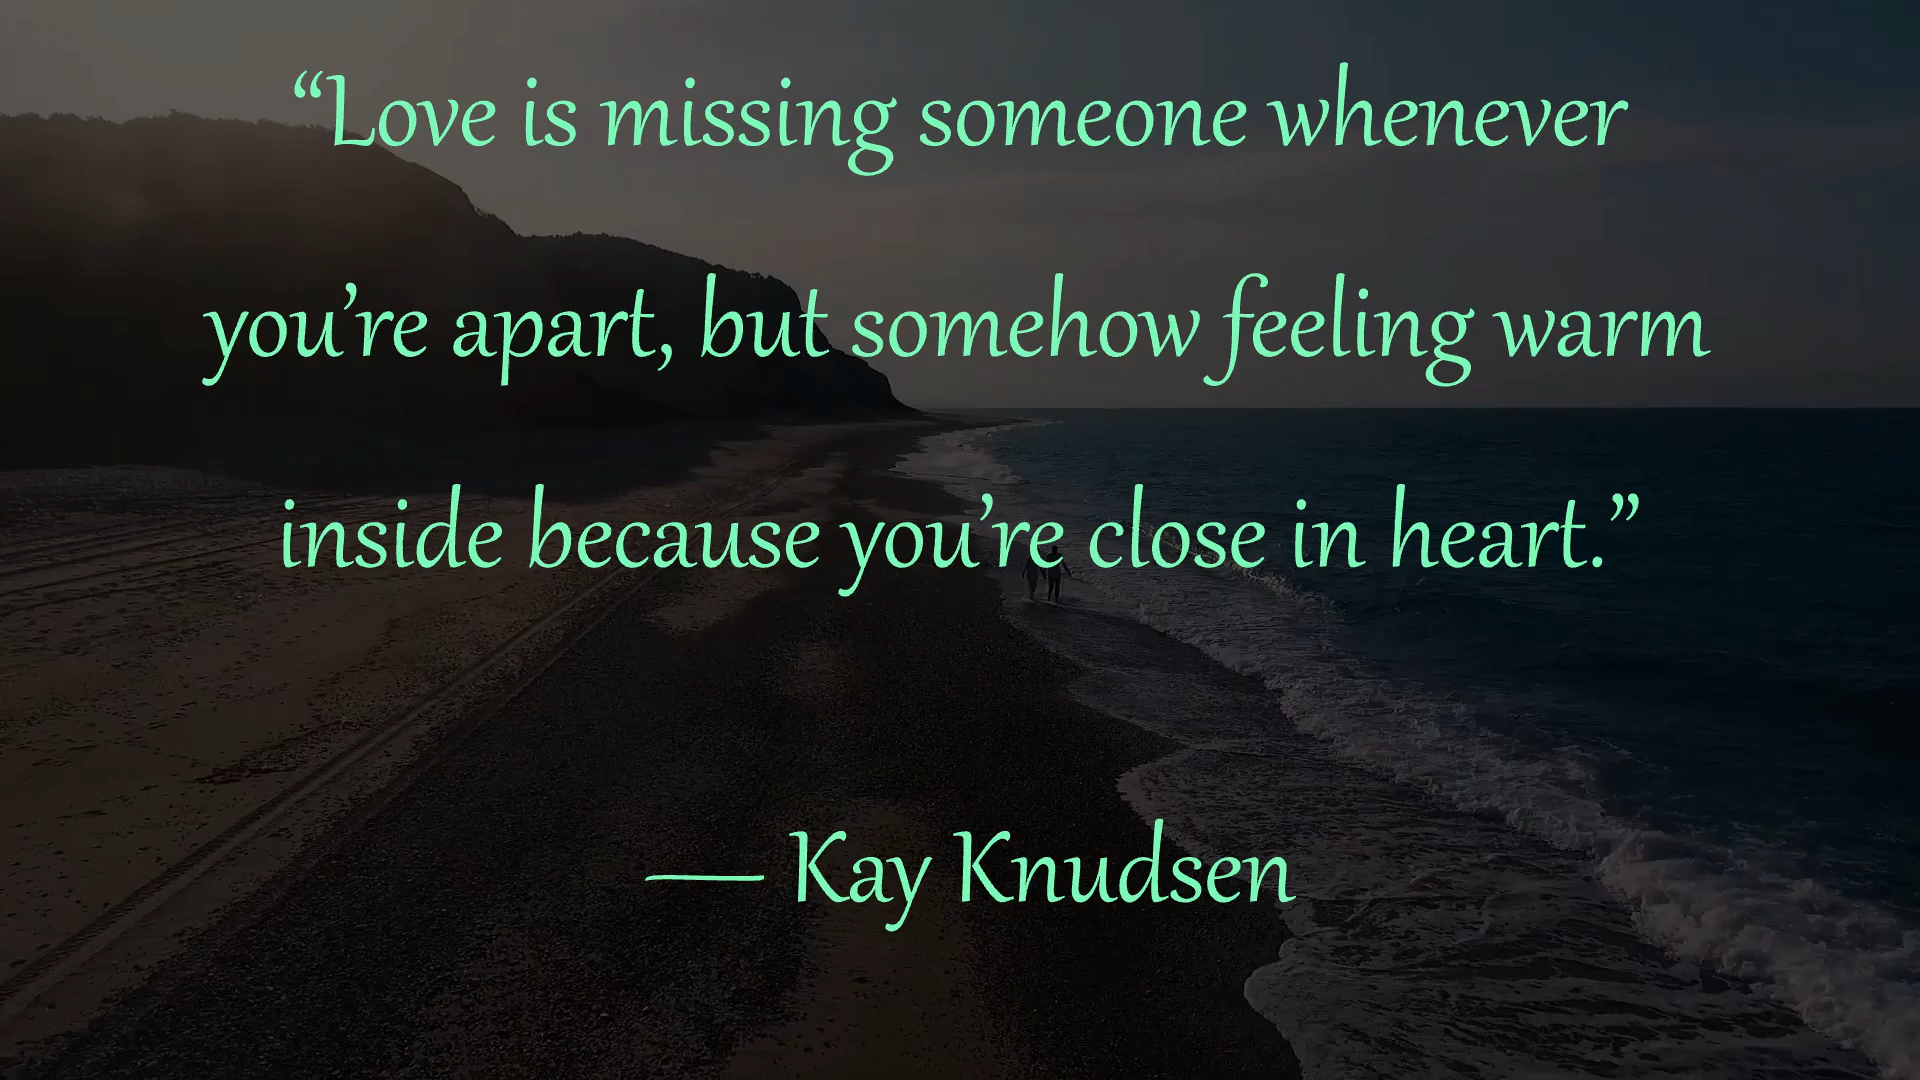 “Love is missing someone whenever
you’re apart, but somehow feeling warm
inside because you’re close in heart.”
— Kay Knudsen